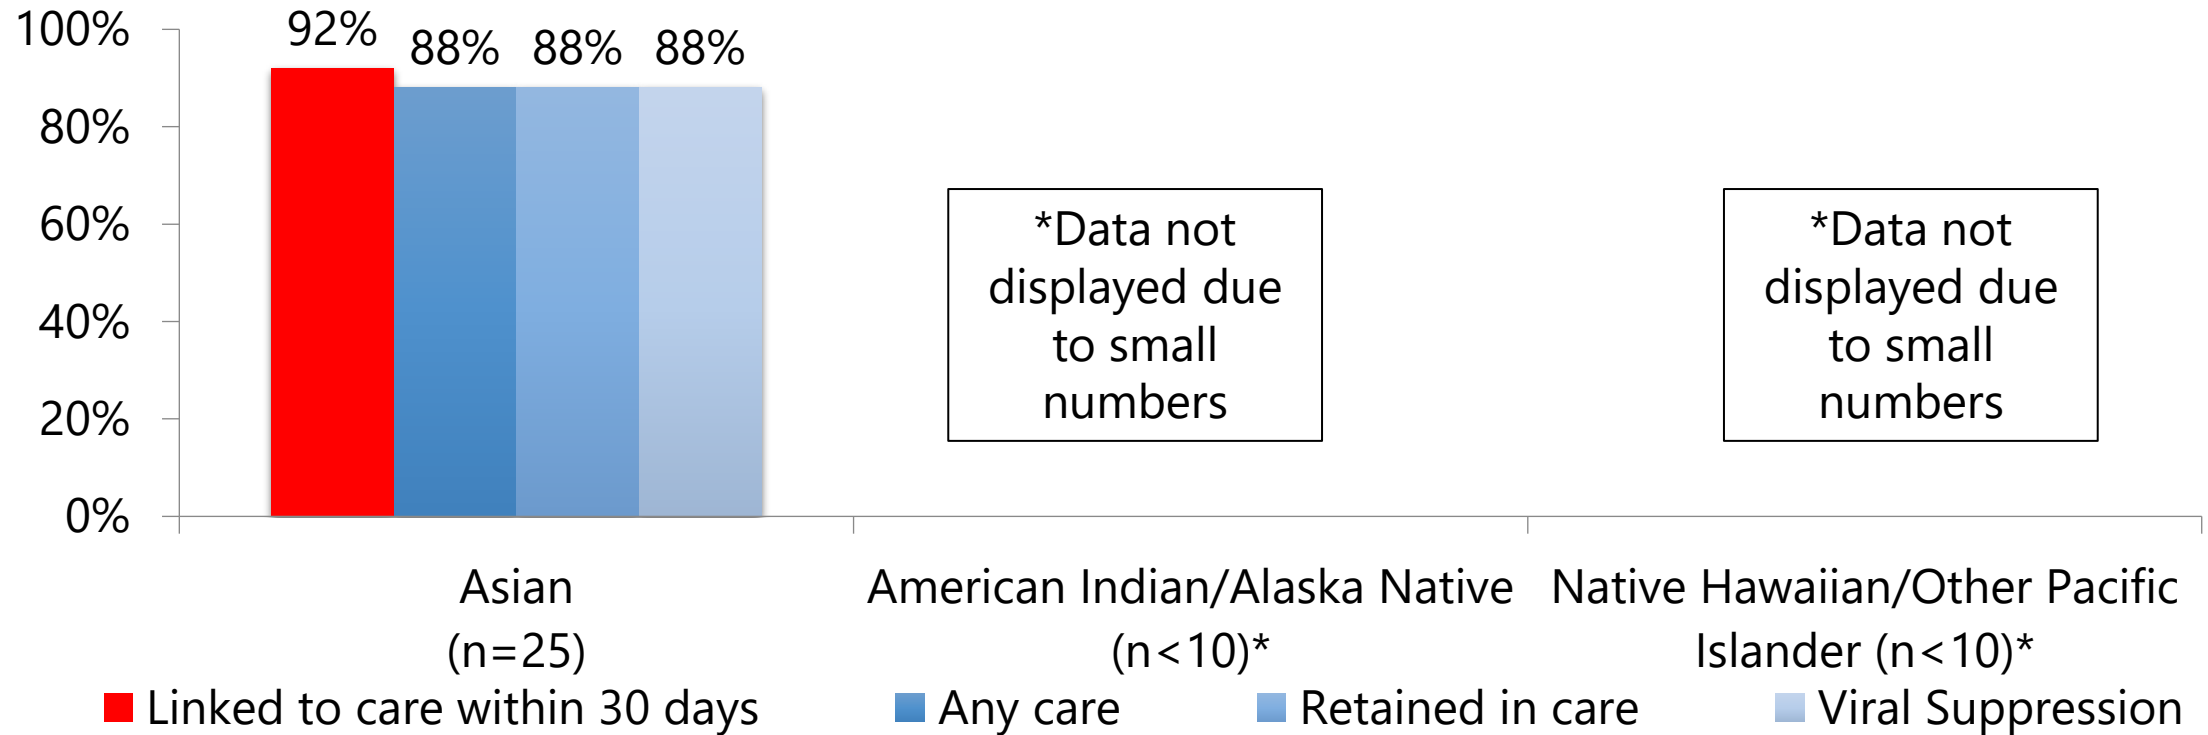 100%
80%
60%
40%
20%
0%
92%
88%
88%
88%
*Data not
displayed due
to small
numbers
*Data not
displayed due
to small
numbers
Asian
(n=25)
American Indian/Alaska Native
(n<10)*
Native Hawaiian/Other Pacific
Islander (n<10)*
Linked to care within 30 days
Any care
Retained in care
Viral Suppression